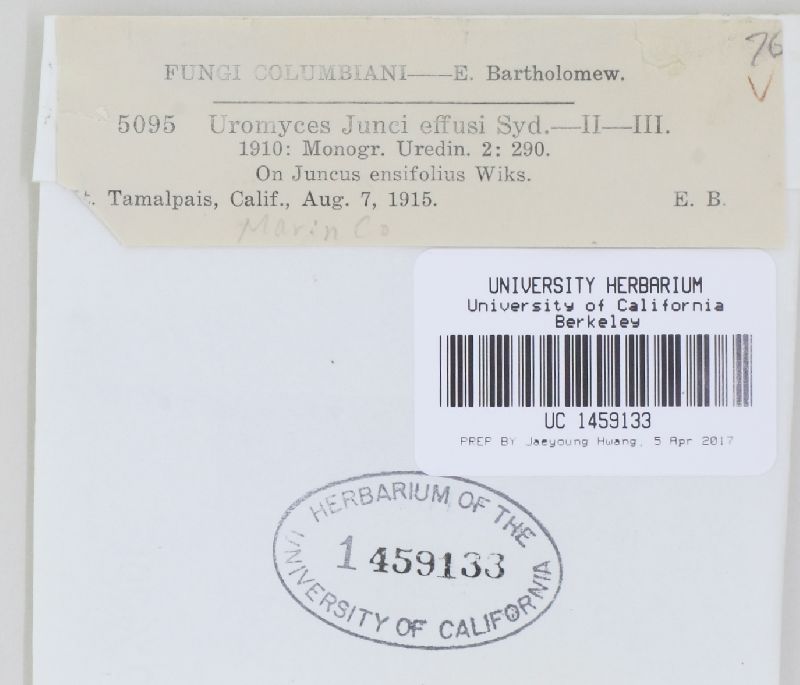 76
V
FUNGI COLUMBIANI——E. Bartholomew.
5095 Uromyces Junci effusi Syd.—II—III.
1910: Monogr. Uredin. 2: 290.
On Juncus ensifolius Wiks.
t. Tamalpais, Calif., Aug. 7, 1915. E. B.
Marin Co
UNIVERSITY HERBARIUM
University of California
Berkeley
UC 1459133
PREP BY Jaeyoung Hwang, 5 Apr 2017
HERBARIUM OF THE
1459133
UNIVERSITY OF CALIFORNIA